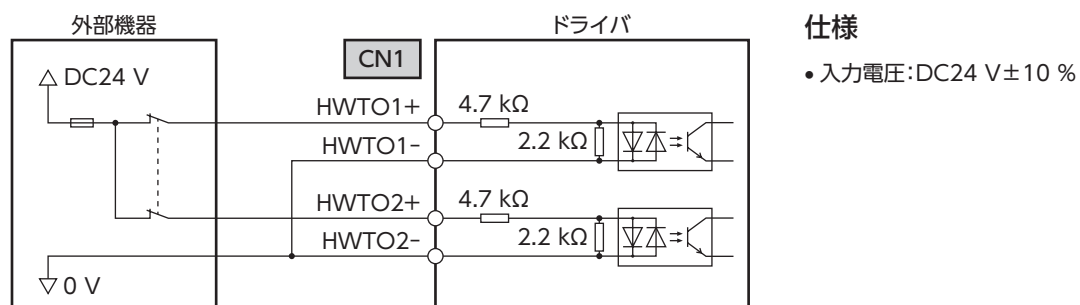 外部機器
ドライバ
仕様
CN1
DC24 V
• 入力電圧：DC24 V±10 %
HWTO1+
4.7 kΩ
HWTO1−
2.2 kΩ
HWTO2+
4.7 kΩ
HWTO2−
2.2 kΩ
0 V